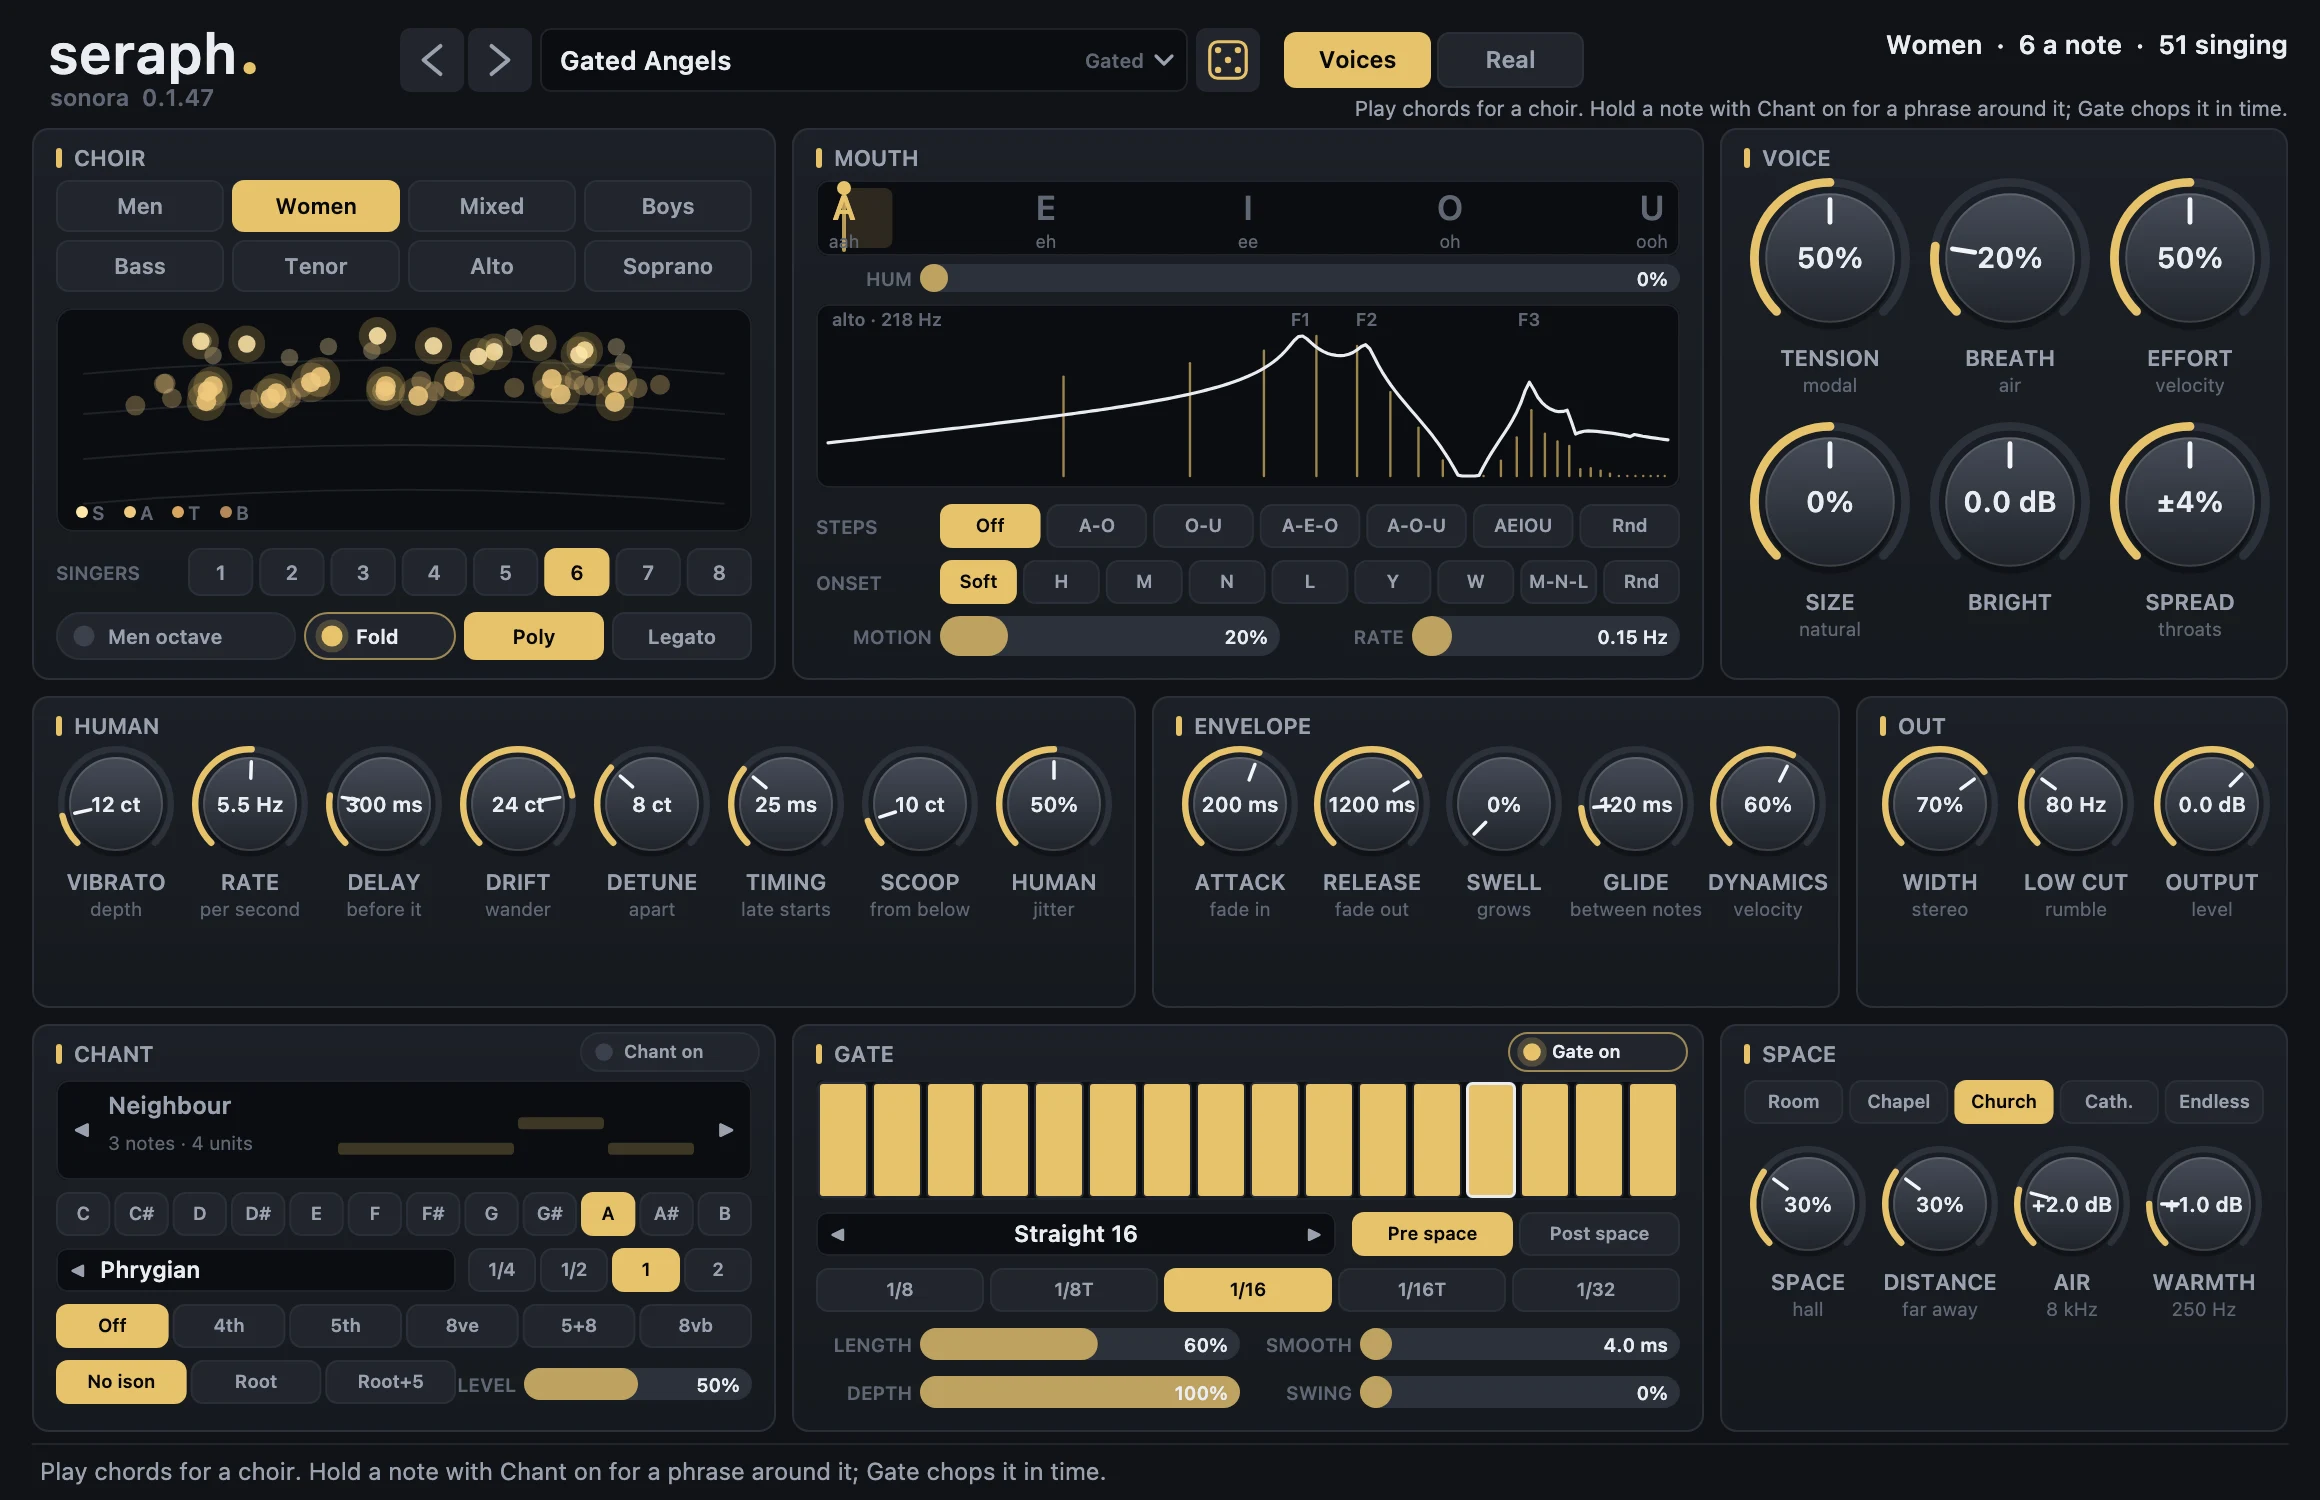 seraph.
sonora 0.1.47
Gated Angels
Gated
Voices
Real
Women · 6 a note · 51 singing
Play chords for a choir. Hold a note with Chant on for a phrase around it; Gate chops it in time.
CHOIR
Men
Women
Mixed
Boys
Bass
Tenor
Alto
Soprano
S A T B
SINGERS
1 2 3 4 5 6 7 8
Men octave
Fold
Poly
Legato
MOUTH
A E I O U
aah eh ee oh ooh
HUM 0%
alto · 218 Hz
F1 F2 F3
STEPS
Off A-O O-U A-E-O A-O-U AEIOU Rnd
ONSET
Soft H M N L Y W M-N-L Rnd
MOTION 20%
RATE 0.15 Hz
VOICE
50% 20% 50%
TENSION BREATH EFFORT
modal air velocity
0% 0.0 dB ±4%
SIZE BRIGHT SPREAD
natural throats
HUMAN
12 ct 5.5 Hz 300 ms 24 ct 8 ct 25 ms 10 ct 50%
VIBRATO RATE DELAY DRIFT DETUNE TIMING SCOOP HUMAN
depth per second before it wander apart late starts from below jitter
ENVELOPE
200 ms 1200 ms 0% 120 ms 60%
ATTACK RELEASE SWELL GLIDE DYNAMICS
fade in fade out grows between notes velocity
OUT
70% 80 Hz 0.0 dB
WIDTH LOW CUT OUTPUT
stereo rumble level
CHANT
Chant on
Neighbour
3 notes · 4 units
C C# D D# E F F# G G# A A# B
Phrygian
1/4 1/2 1 2
Off 4th 5th 8ve 5+8 8vb
No ison Root Root+5
LEVEL 50%
GATE
Gate on
Straight 16
Pre space
Post space
1/8 1/8T 1/16 1/16T 1/32
LENGTH 60%
SMOOTH 4.0 ms
DEPTH 100%
SWING 0%
SPACE
Room Chapel Church Cath. Endless
30% 30% +2.0 dB +1.0 dB
SPACE DISTANCE AIR WARMTH
hall far away 8 kHz 250 Hz
Play chords for a choir. Hold a note with Chant on for a phrase around it; Gate chops it in time.